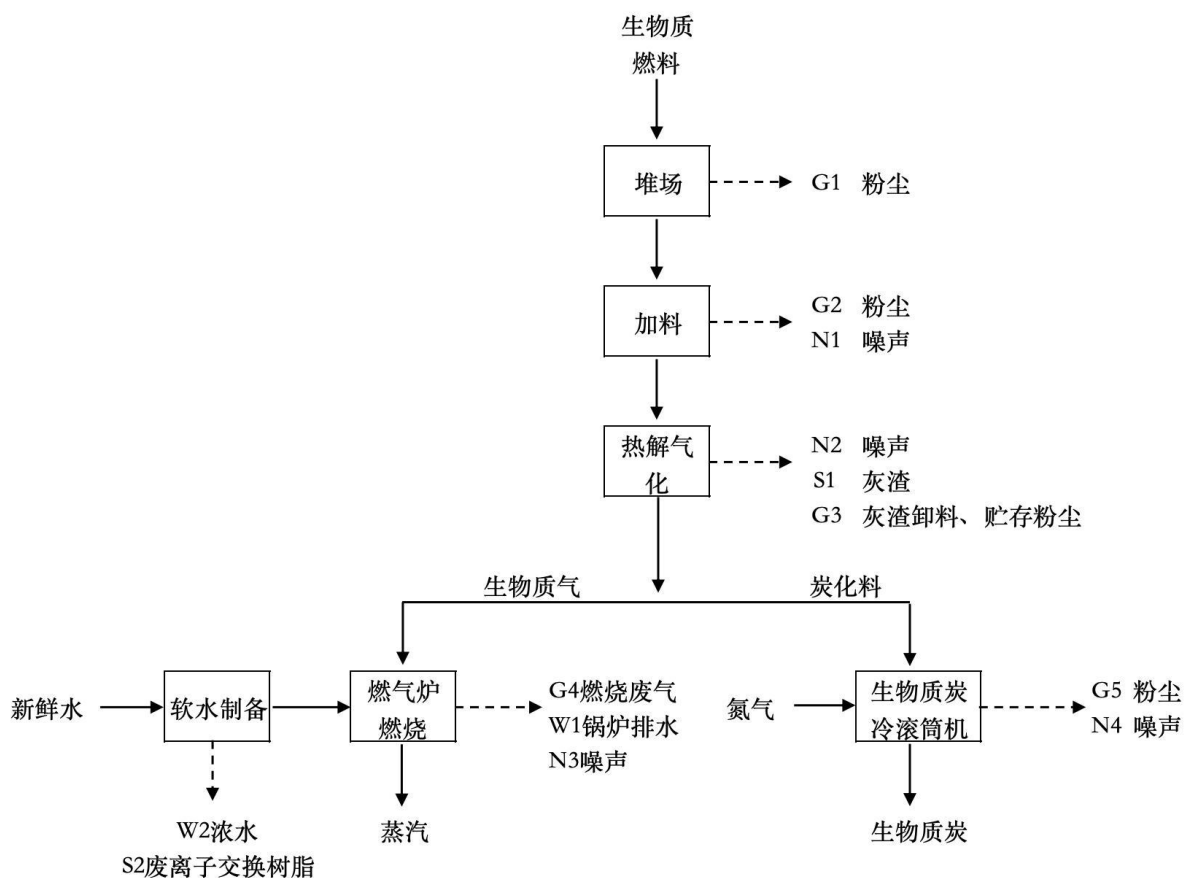 生物质
燃料
堆场
G1 粉尘
加料
G2 粉尘
N1 噪声
热解气
化
N2 噪声
S1 灰渣
G3 灰渣卸料、贮存粉尘
生物质气
炭化料
新鲜水
软水制备
燃气炉
燃烧
G4燃烧废气
W1锅炉排水
N3噪声
氮气
生物质炭
冷滚筒机
G5 粉尘
N4 噪声
W2浓水
S2废离子交换树脂
蒸汽
生物质炭